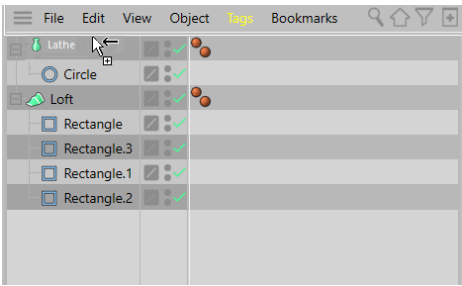 File Edit View Object Tags Bookmarks
Lathe
Circle
Loft
Rectangle
Rectangle.3
Rectangle.1
Rectangle.2